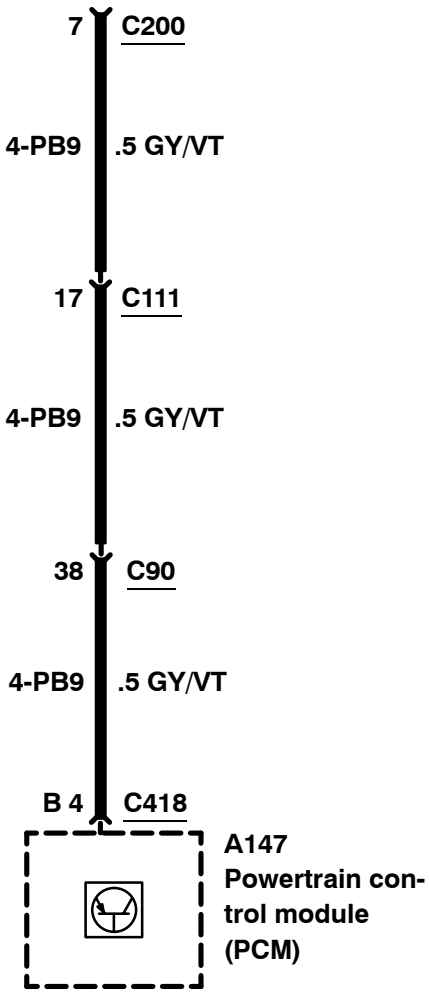 7 C200
4-PB9 .5 GY/VT
17 C111
4-PB9 .5 GY/VT
38 C90
4-PB9 .5 GY/VT
B 4 C418
A147
Powertrain con-
trol module
(PCM)